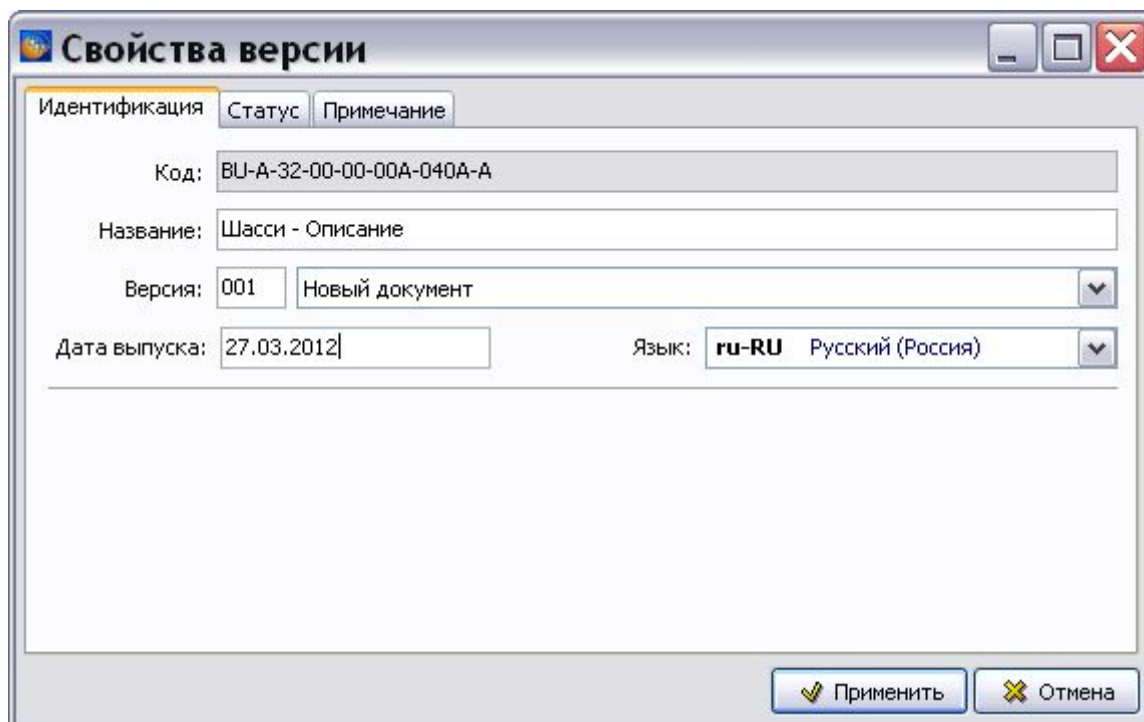 Свойства версии
Идентификация Статус Примечание
Код: BU-A-32-00-00-00A-040A-A
Название: Шасси - Описание
Версия: 001 Новый документ
Дата выпуска: 27.03.2012 Язык: ru-RU Русский (Россия)
Применить Отмена